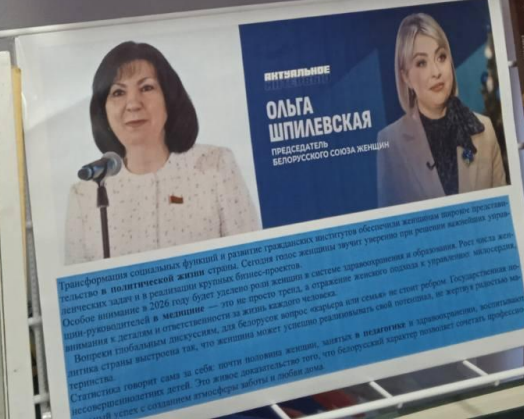 АКТУАЛЬНОЕ
ОЛЬГА
ШПИЛЕВСКАЯ
ПРЕДСЕДАТЕЛЬ
БЕЛОРУССКОГО СОЮЗА ЖЕНЩИН
Трансформация социальных функций и развитие гражданских институтов обеспечили женщинам широкое представи-
тельство в политической жизни страны. Сегодня голос женщины звучит уверенно при решении важнейших управ-
ленческих задач и в реализации крупных бизнес-проектов.
Особое внимание в 2026 году будет уделено роли женщин в системе здравоохранения и образования. Рост числа жен-
щин-руководителей в медицине — это не просто тренд, а отражение женского подхода к управлению: милосердия,
внимания к деталям и ответственности за жизнь каждого человека.
Вопреки глобальным дискуссиям, для белорусок вопрос «карьера или семья» не стоит ребром. Государственная по-
литика страны выстроена так, что женщина может успешно реализовывать свой потенциал, не жертвуя радостью ма-
теринства.
Статистика говорит сама за себя: почти половина женщин, занятых в педагогике и здравоохранении, воспитывают
несовершеннолетних детей. Это живое доказательство того, что белорусский характер позволяет сочетать
успех с созданием атмосферы заботы и любви дома.